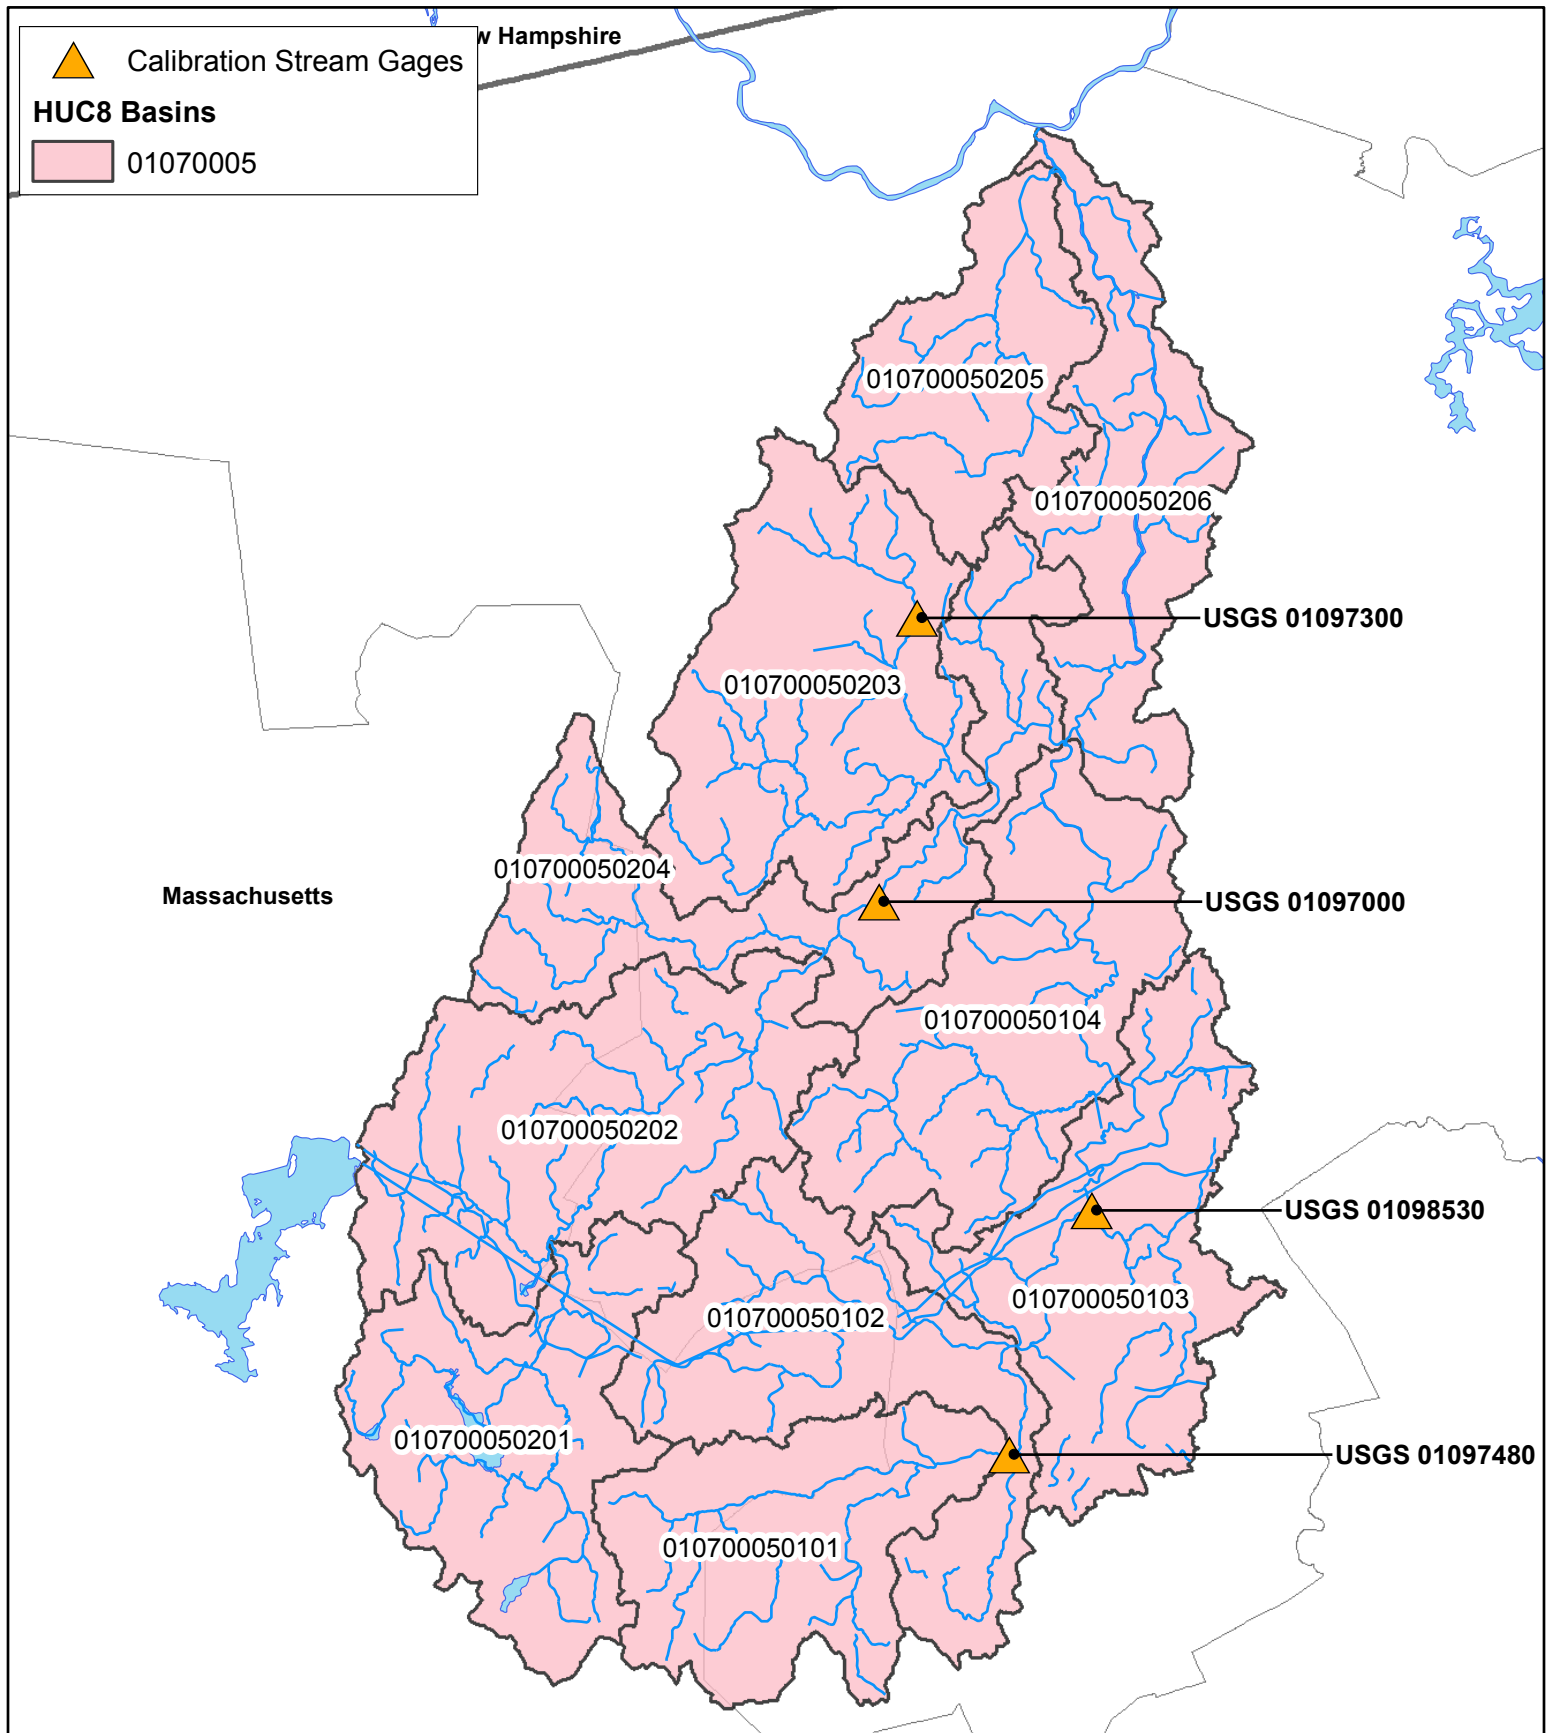 w Hampshire
Calibration Stream Gages
HUC8 Basins
01070005
010700050205
010700050206
USGS 01097300
010700050203
010700050204
Massachusetts
USGS 01097000
010700050104
010700050202
USGS 01098530
010700050103
010700050102
010700050201
USGS 01097480
010700050101